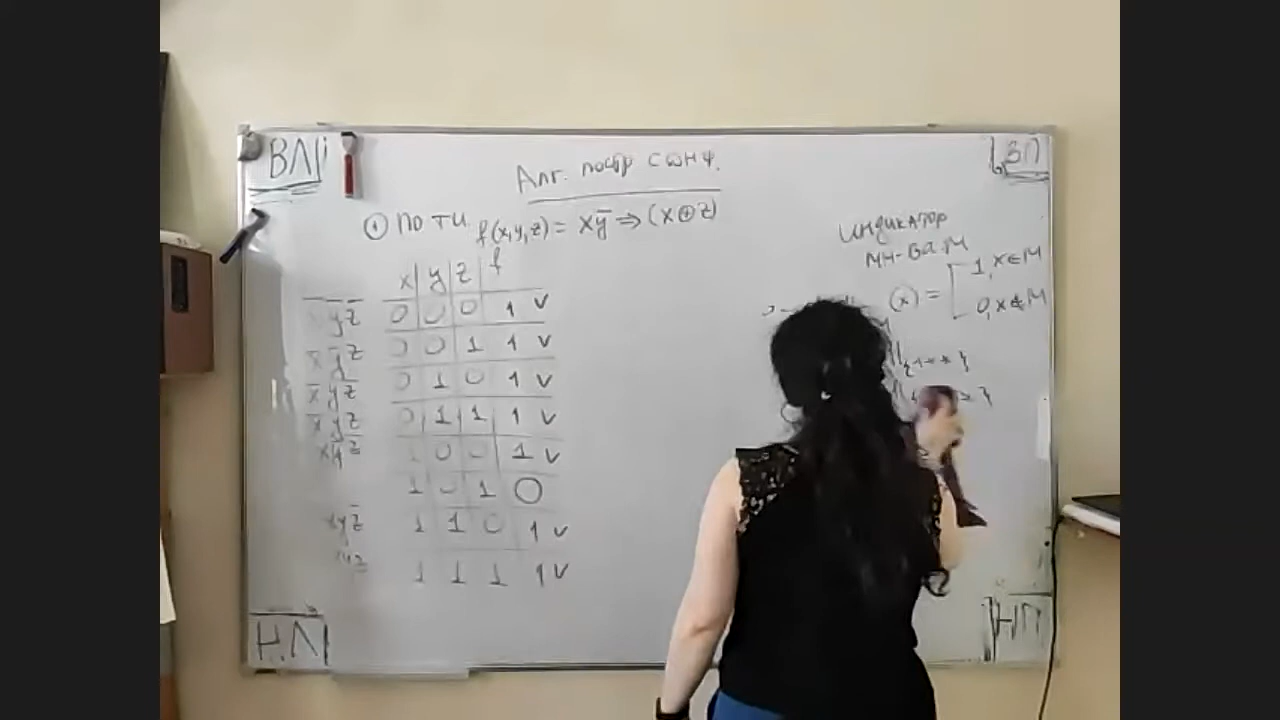 ВЛ
ВП
Алг. постр СДНФ.
① По т.и. f(x,y,z) = xȳ ⇒ (x⊕z)
x y z f
x̄ ȳ z̄ 0 0 0 1 v
x̄ ȳ z 0 0 1 1 v
x̄ y z̄ 0 1 0 1 v
x̄ y z 0 1 1 1 v
x ȳ z̄ 1 0 0 1 v
1 0 1 0
x y z̄ 1 1 0 1 v
x y z 1 1 1 1 v
Индикатор
мн-ва M
(x) = [ 1, x∈M
0, x∉M
Н.Л
НП